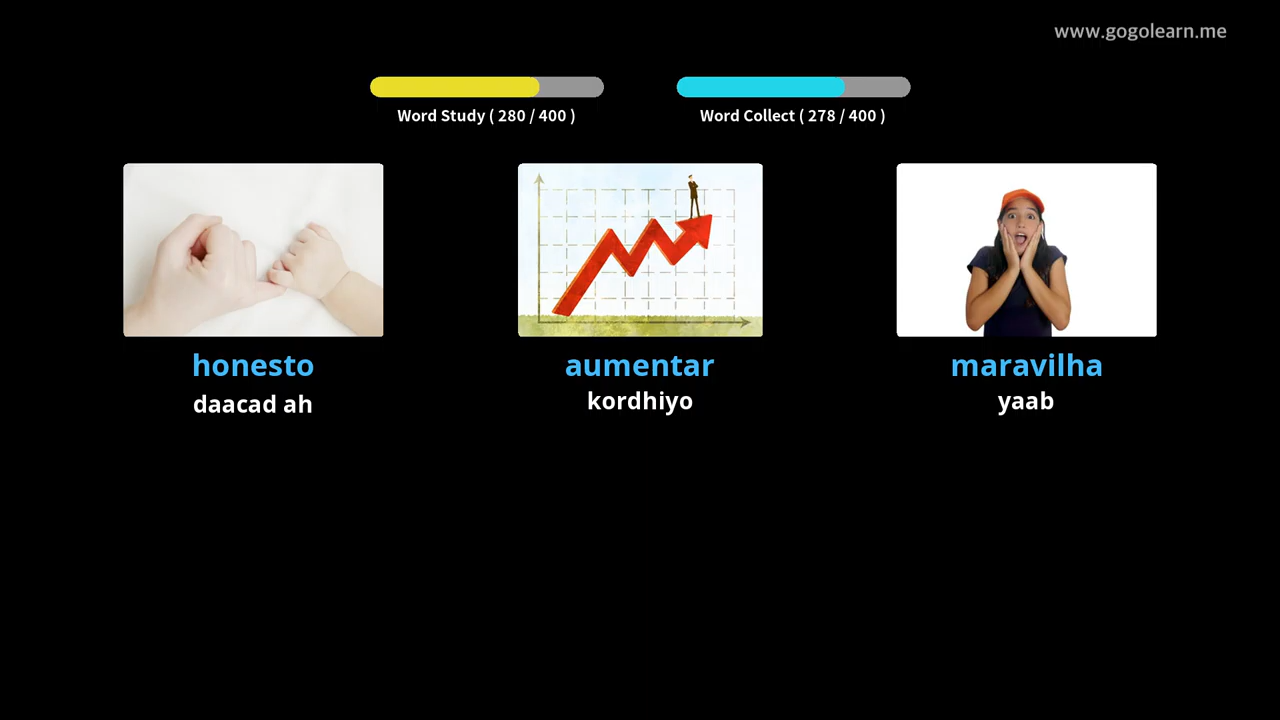 www.gogolearn.me
Word Study ( 280 / 400 )
Word Collect ( 278 / 400 )
honesto
daacad ah
aumentar
kordhiyo
maravilha
yaab